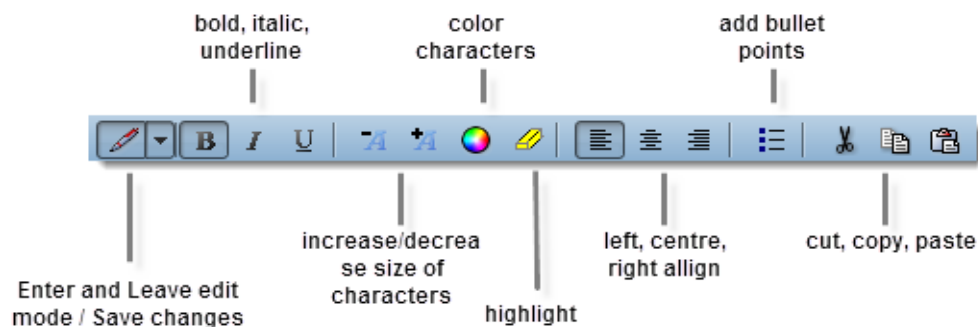 bold, italic,
underline
color
characters
add bullet
points
B I U -A +A
increase/decrea
se size of
characters
left, centre,
right allign
cut, copy, paste
Enter and Leave edit
mode / Save changes
highlight